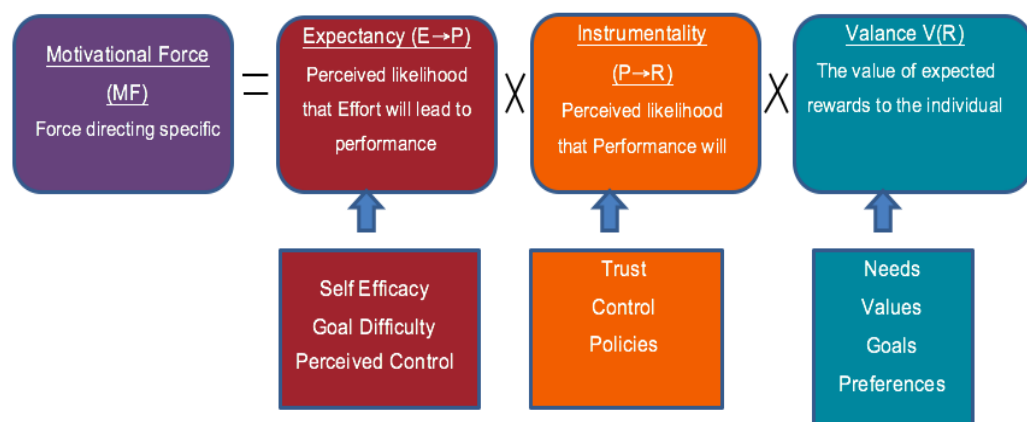 Motivational Force
(MF)
Force directing specific
=
Expectancy (E→P)
Perceived likelihood
that Effort will lead to
performance
X
Instrumentality
(P→R)
Perceived likelihood
that Performance will
X
Valance V(R)
The value of expected
rewards to the individual
Self Efficacy
Goal Difficulty
Perceived Control
Trust
Control
Policies
Needs
Values
Goals
Preferences